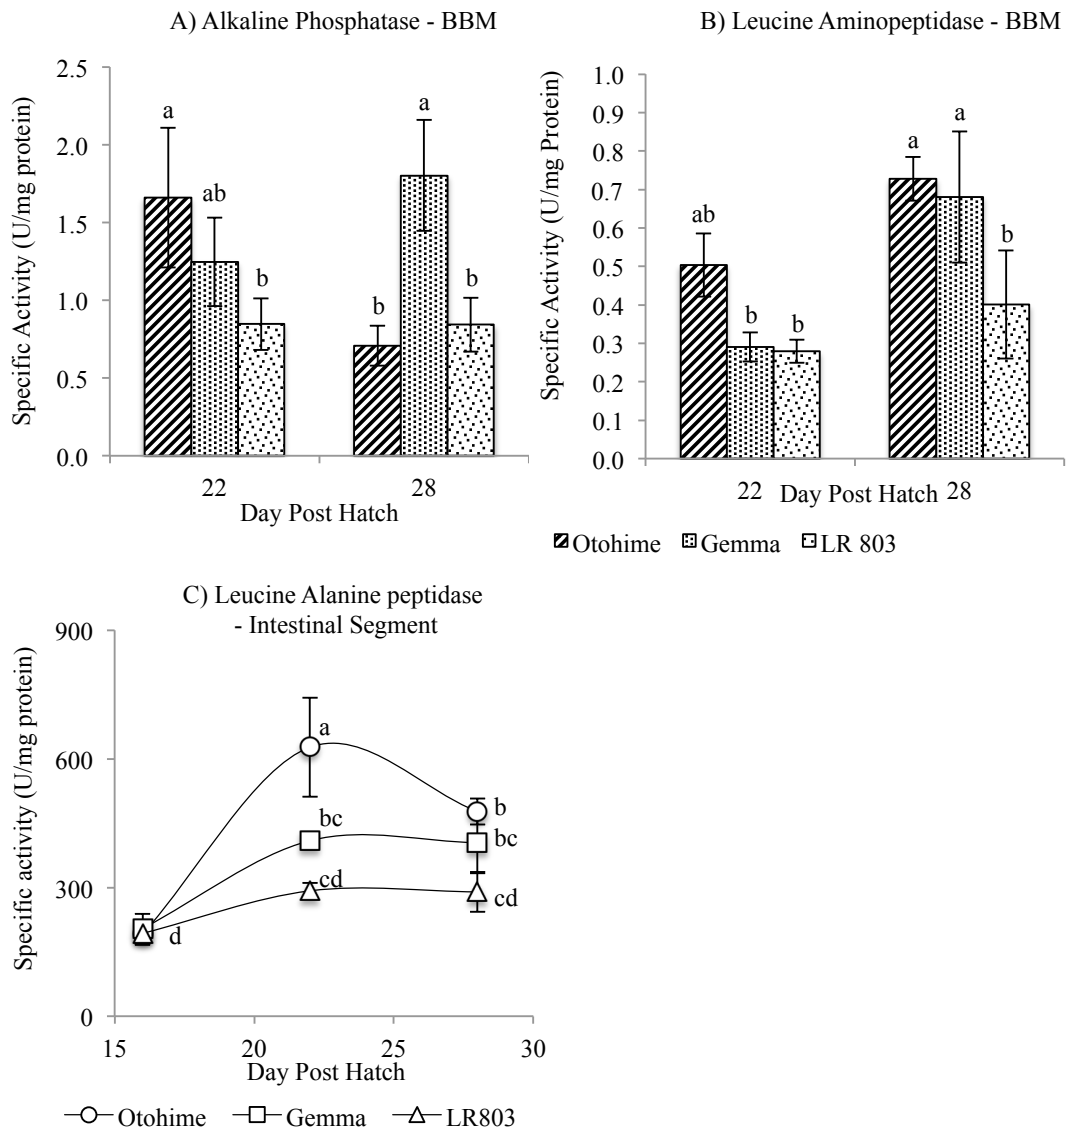 A) Alkaline Phosphatase - BBM
Specific Activity (U/mg protein)
2.5
2.0
1.5
1.0
0.5
0.0
a
ab
b
b
a
b
22
28
Day Post Hatch
B) Leucine Aminopeptidase - BBM
Specific Activity (U/mg Protein)
1.0
0.9
0.8
0.7
0.6
0.5
0.4
0.3
0.2
0.1
0.0
ab
b
b
a
a
b
22 Day Post Hatch 28
Otohime Gemma LR 803
C) Leucine Alanine peptidase
- Intestinal Segment
Specific activity (U/mg protein)
900
600
300
0
a
bc
cd
d
b
bc
cd
15 20 25 30
Day Post Hatch
Otohime Gemma LR803